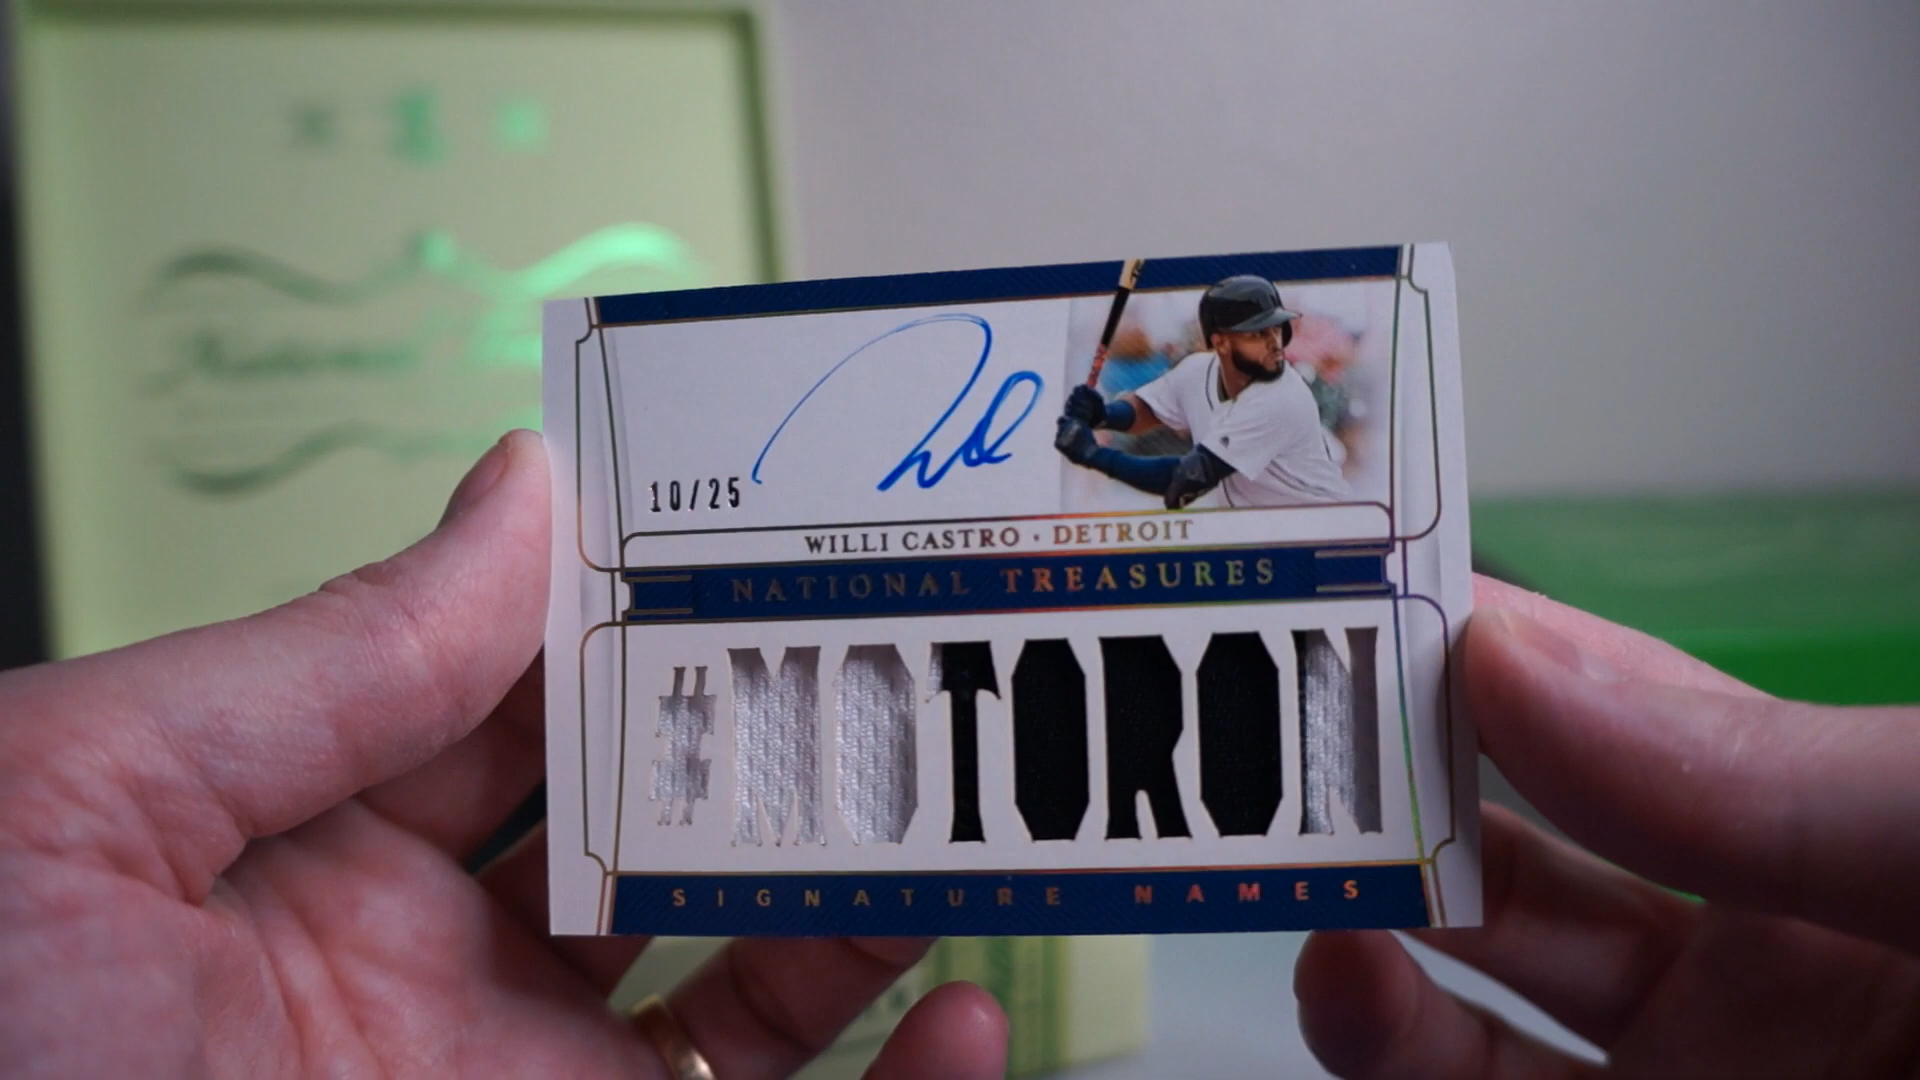 10/25
WILLI CASTRO · DETROIT
NATIONAL TREASURES
#MOTORON
SIGNATURE NAMES